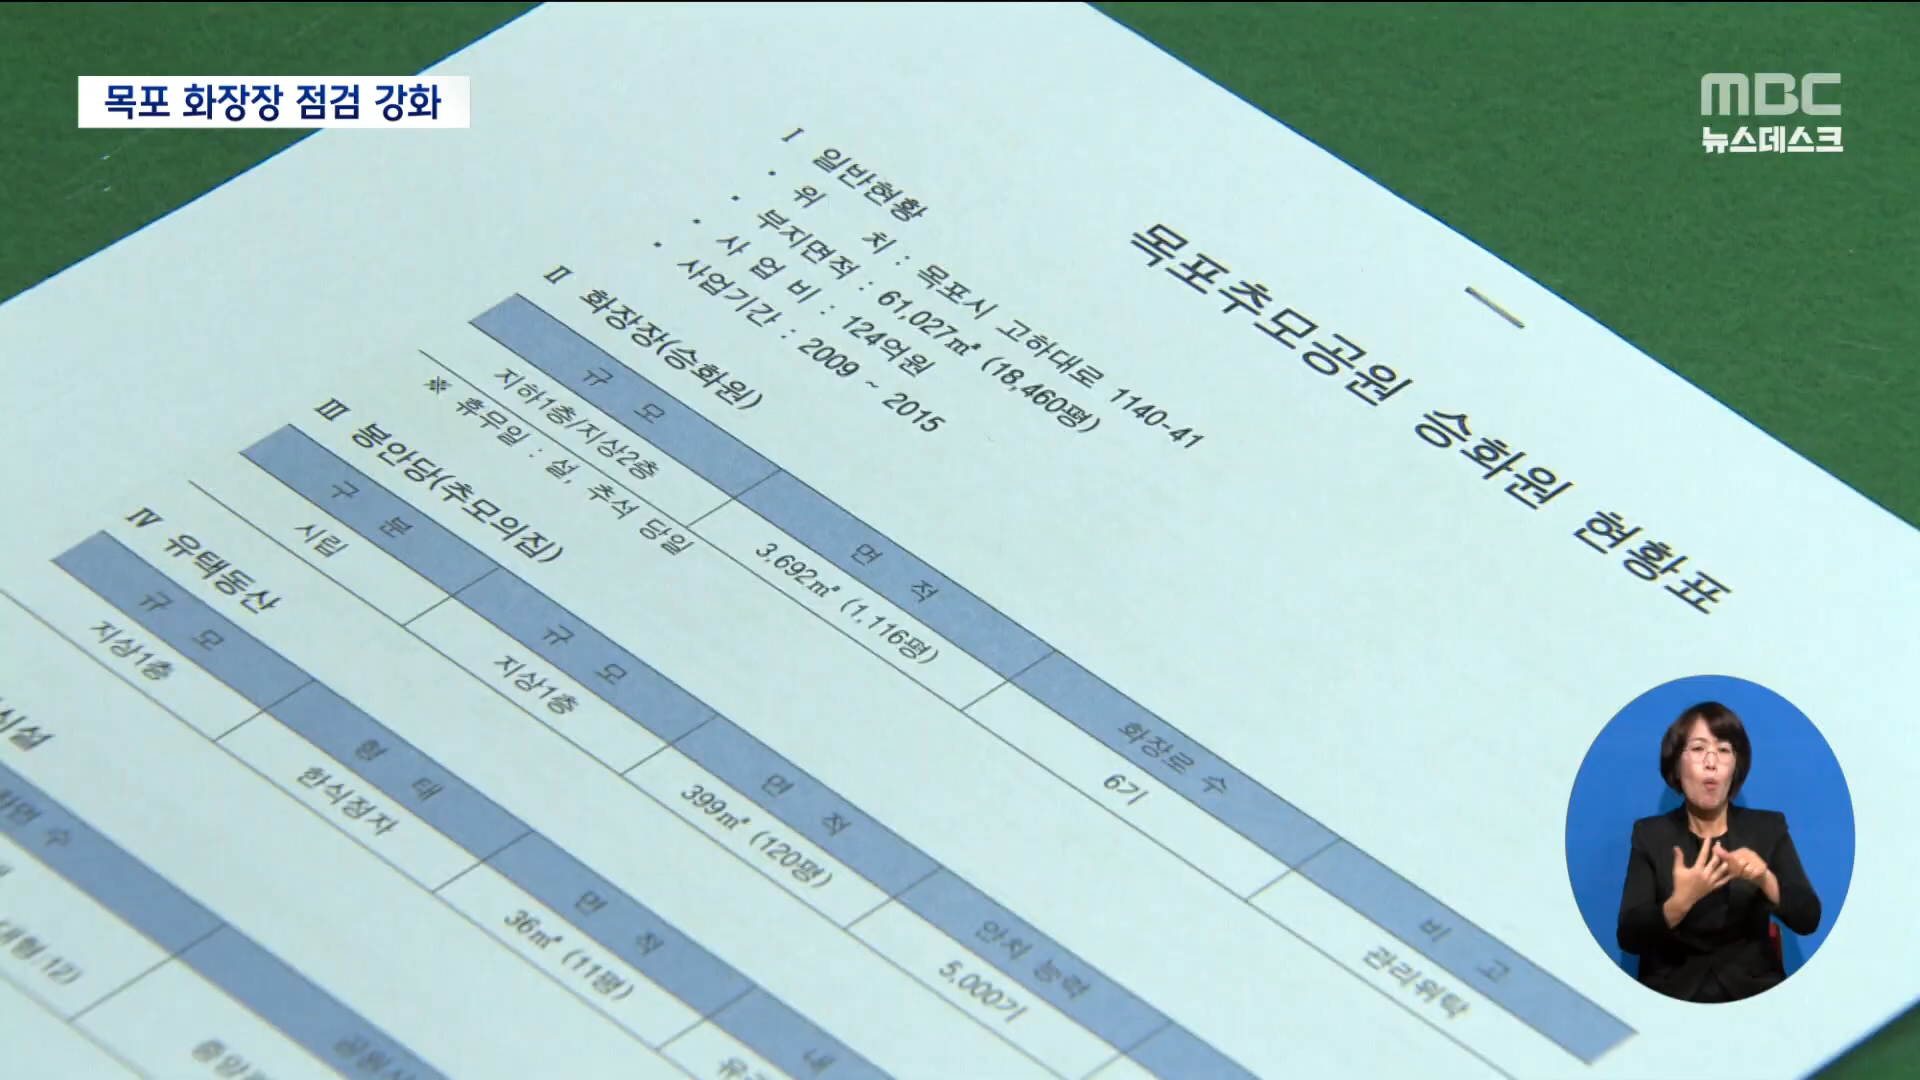 목포 화장장 점검 강화
MBC
뉴스데스크
목포추모공원 승화원 현황표
Ⅰ 일반현황
· 위 치 : 목포시 고하대로 1140-41
· 부지면적 : 61,027㎡ (18,460평)
· 사 업 비 : 124억원
· 사업기간 : 2009 ~ 2015
Ⅱ 화장장(승화원)
규 모 면 적 화장로 수 비 고
지하1층/지상2층 3,692㎡ (1,116평) 6기 관리위탁
※ 휴무일 : 설, 추석 당일
Ⅲ 봉안당(추모의집)
구 분 규 모 면 적 안치 능력
시립 지상1층 399㎡ (120평) 5,000기
Ⅳ 유택동산
규 모 형 태 면 적 내
지상1층 한식정자 36㎡ (11평)
시설